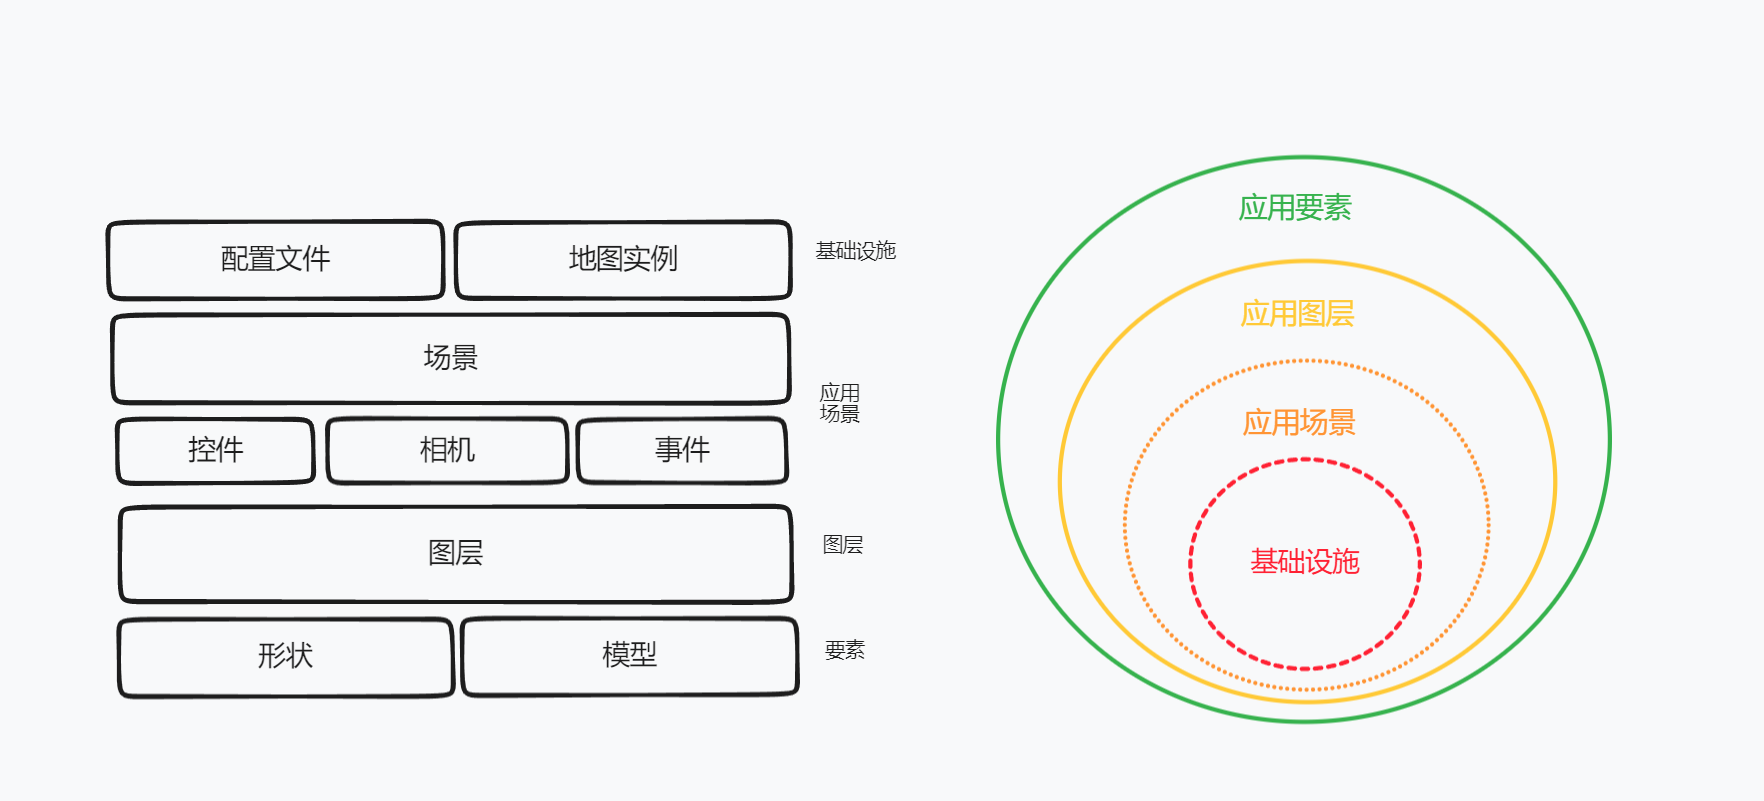 配置文件
地图实例
基础设施
场景
应用
场景
控件
相机
事件
图层
图层
形状
模型
要素
应用要素
应用图层
应用场景
基础设施